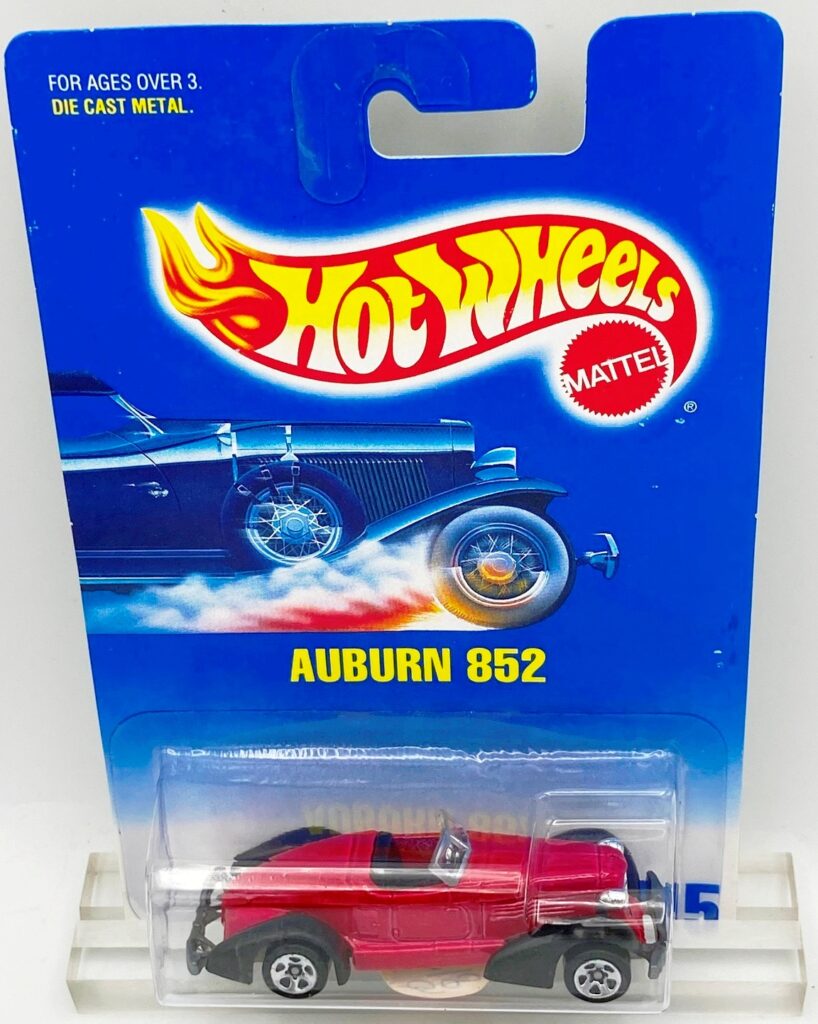 FOR AGES OVER 3.
DIE CAST METAL.
HOT WHEELS
MATTEL
®
AUBURN 852